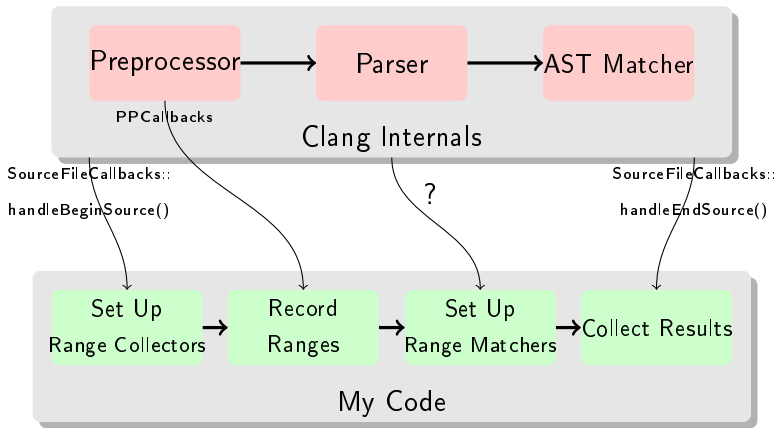 Preprocessor
Parser
AST Matcher
PPCallbacks
Clang Internals
SourceFileCallbacks::
handleBeginSource()
?
SourceFileCallbacks::
handleEndSource()
Set Up
Range Collectors
Record
Ranges
Set Up
Range Matchers
Collect Results
My Code